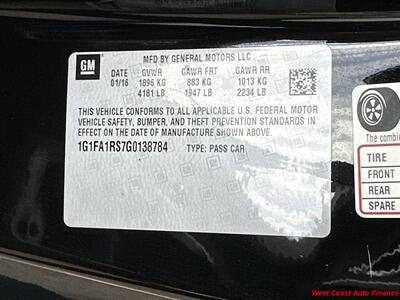 GM
MFD BY GENERAL MOTORS LLC
DATE GVWR GAWR FRT GAWR RR
01/16 1896 KG 883 KG 1013 KG
4181 LB 1947 LB 2234 LB
THIS VEHICLE CONFORMS TO ALL APPLICABLE U.S. FEDERAL MOTOR
VEHICLE SAFETY, BUMPER, AND THEFT PREVENTION STANDARDS IN
EFFECT ON THE DATE OF MANUFACTURE SHOWN ABOVE.
1G1FA1RS7G0138784 TYPE: PASS CAR
The combin
TIRE
FRONT
REAR
SPARE
West Coast Auto Finance